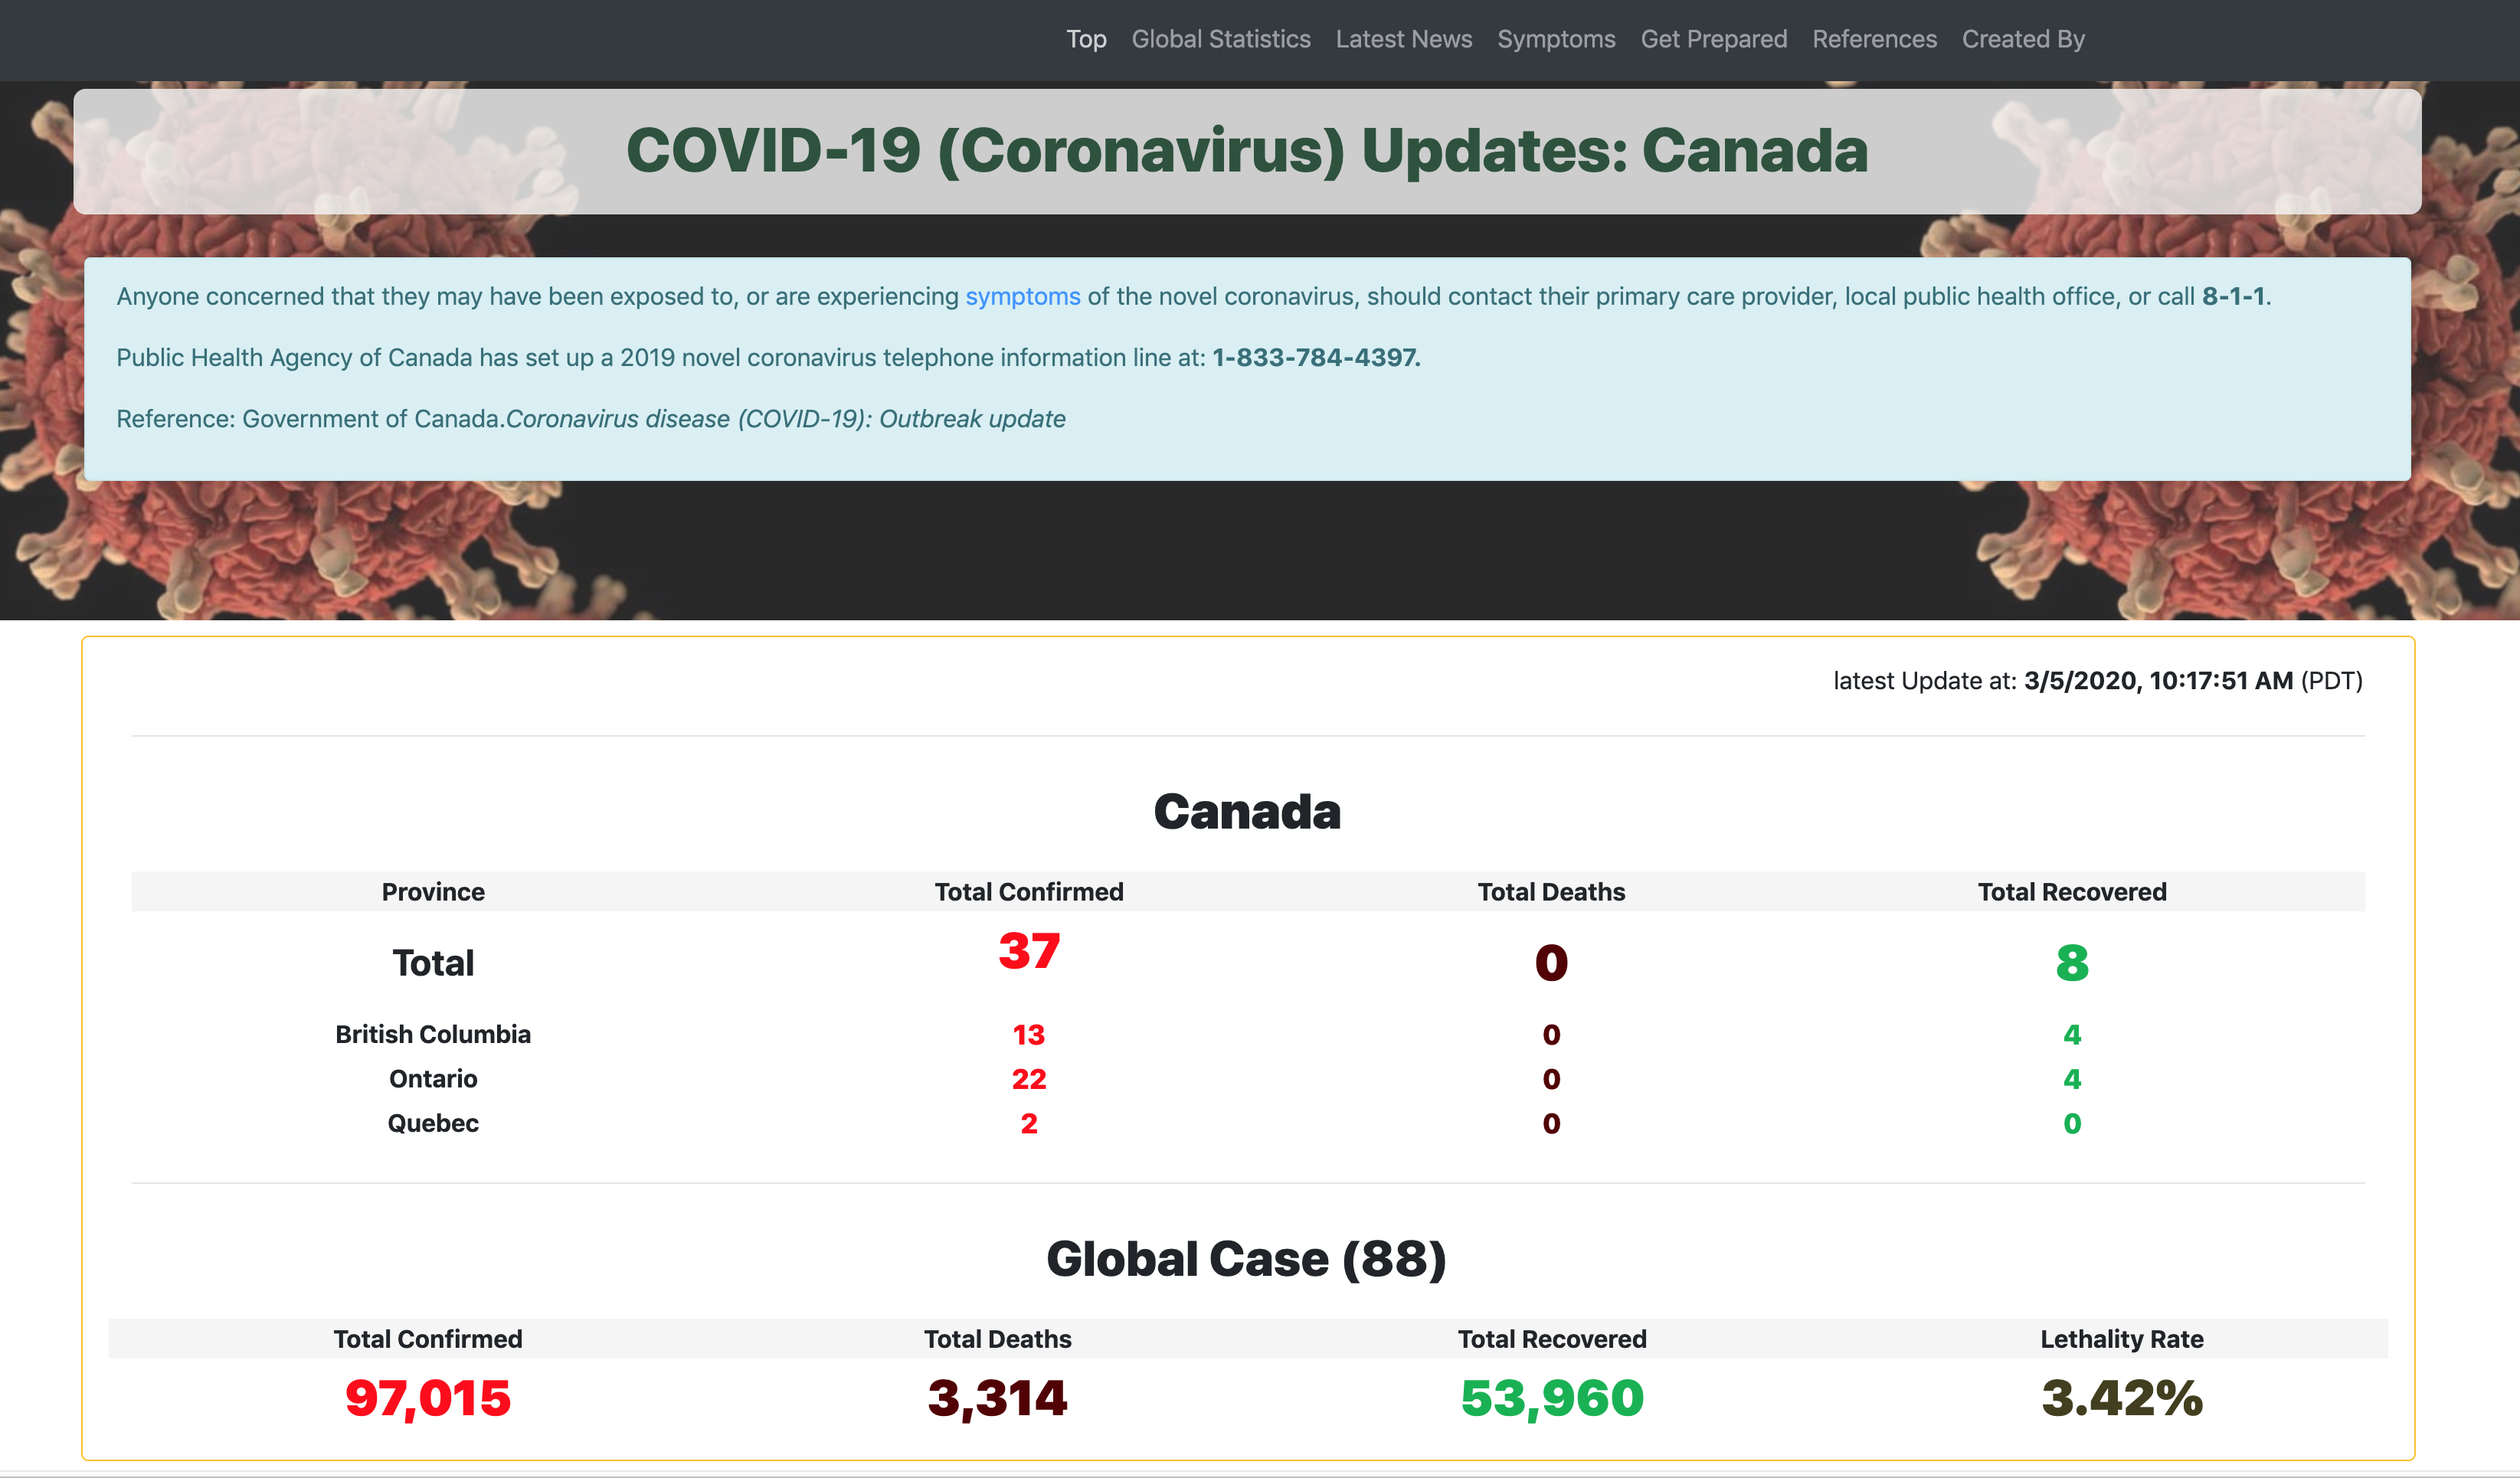 Top Global Statistics Latest News Symptoms Get Prepared References Created By
COVID-19 (Coronavirus) Updates: Canada
Anyone concerned that they may have been exposed to, or are experiencing symptoms of the novel coronavirus, should contact their primary care provider, local public health office, or call 8-1-1.
Public Health Agency of Canada has set up a 2019 novel coronavirus telephone information line at: 1-833-784-4397.
Reference: Government of Canada.Coronavirus disease (COVID-19): Outbreak update
latest Update at: 3/5/2020, 10:17:51 AM (PDT)
Canada
Province Total Confirmed Total Deaths Total Recovered
Total 37 0 8
British Columbia 13 0 4
Ontario 22 0 4
Quebec 2 0 0
Global Case (88)
Total Confirmed Total Deaths Total Recovered Lethality Rate
97,015 3,314 53,960 3.42%